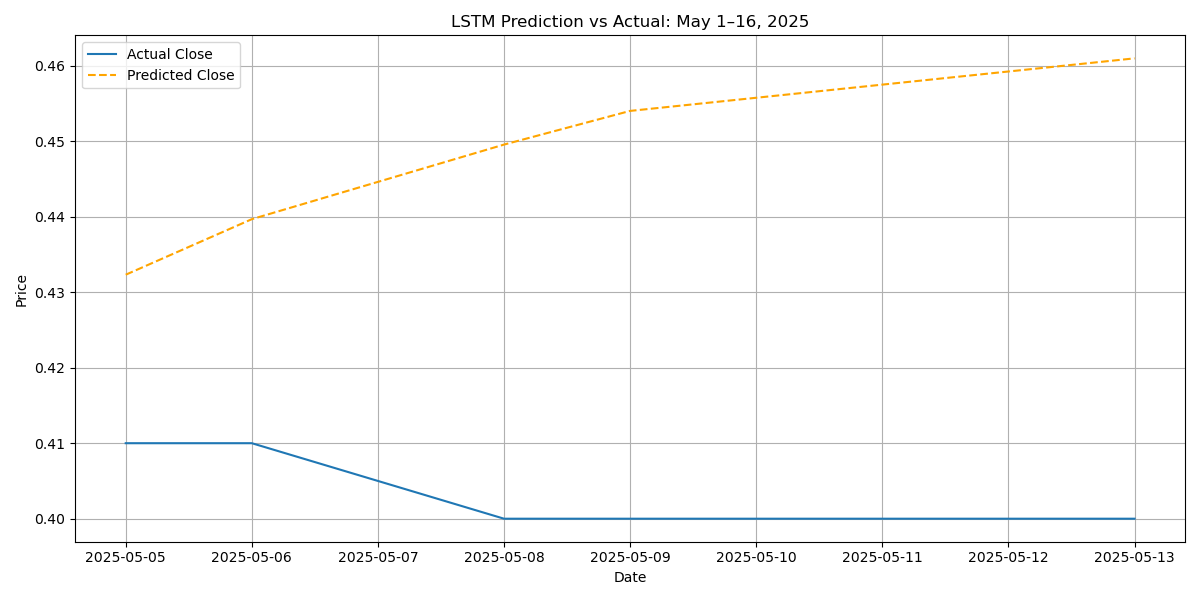 LSTM Prediction vs Actual: May 1–16, 2025
Actual Close
Predicted Close
0.46
0.45
0.44
0.43
0.42
0.41
0.40
Price
2025-05-05 2025-05-06 2025-05-07 2025-05-08 2025-05-09 2025-05-10 2025-05-11 2025-05-12 2025-05-13
Date